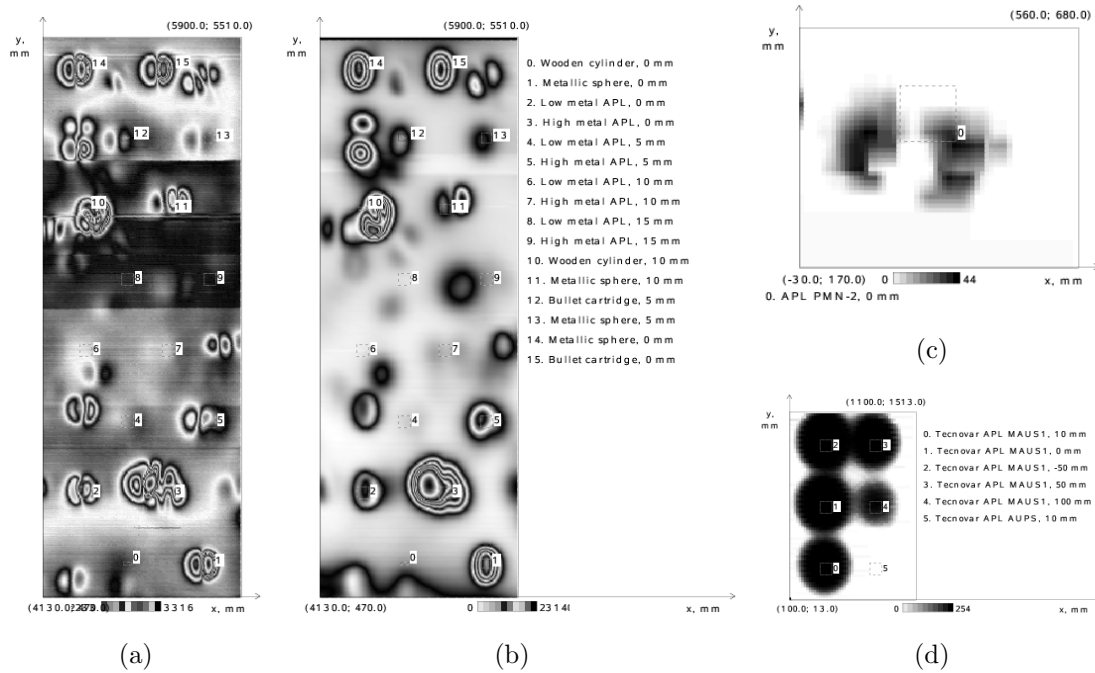 y,
mm
(5900.0; 5510.0)
14
15
12
13
10
11
8
9
6
7
4
5
2
3
0
1
3316
x, mm
(a)
y,
mm
(5900.0; 5510.0)
14
15
12
13
10
11
8
9
6
7
4
5
2
3
0
1
(4130.0; 470.0)
0
x, mm
(b)
0. Wooden cylinder, 0 mm
1. Metallic sphere, 0 mm
2. Low metal APL, 0 mm
3. High metal APL, 0 mm
4. Low metal APL, 5 mm
5. High metal APL, 5 mm
6. Low metal APL, 10 mm
7. High metal APL, 10 mm
8. Low metal APL, 15 mm
9. High metal APL, 15 mm
10. Wooden cylinder, 10 mm
11. Metallic sphere, 10 mm
12. Bullet cartridge, 5 mm
13. Metallic sphere, 5 mm
14. Metallic sphere, 0 mm
15. Bullet cartridge, 0 mm
y,
mm
(560.0; 680.0)
0
(-30.0; 170.0)
0
44
x, mm
0. APL PMN-2, 0 mm
(c)
(1100.0; 1513.0)
y,
mm
2
3
1
4
0
5
0. Tecnovar APL MAUS1, 10 mm
1. Tecnovar APL MAUS1, 0 mm
2. Tecnovar APL MAUS1, -50 mm
3. Tecnovar APL MAUS1, 50 mm
4. Tecnovar APL MAUS1, 100 mm
5. Tecnovar APL AUPS, 10 mm
(100.0; 13.0)
0
254
x, mm
(d)